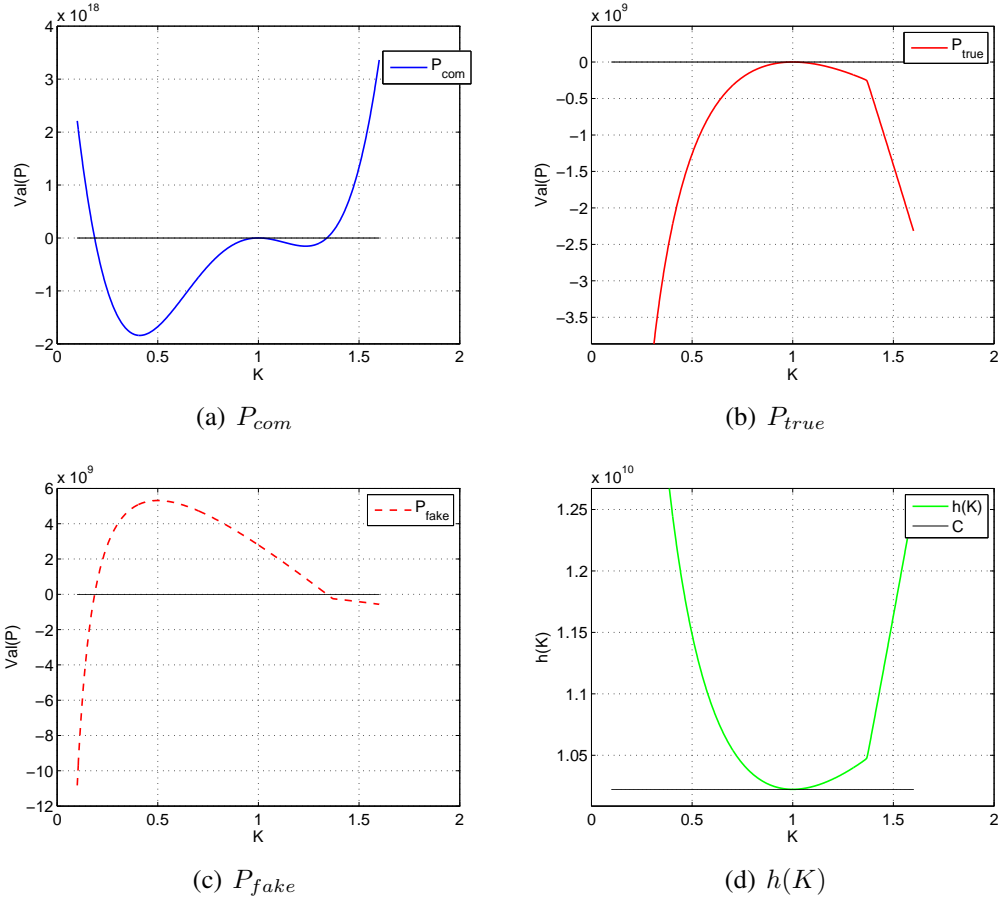 x 10^18
4
3
2
1
0
−1
−2
Val(P)
0
0.5
1
1.5
2
K
P_com
(a) P_com
x 10^9
0
−0.5
−1
−1.5
−2
−2.5
−3
−3.5
Val(P)
0
0.5
1
1.5
2
K
P_true
(b) P_true
x 10^9
6
4
2
0
−2
−4
−6
−8
−10
−12
Val(P)
0
0.5
1
1.5
2
K
P_fake
(c) P_fake
x 10^10
1.25
1.2
1.15
1.1
1.05
h(K)
0
0.5
1
1.5
2
K
h(K)
C
(d) h(K)